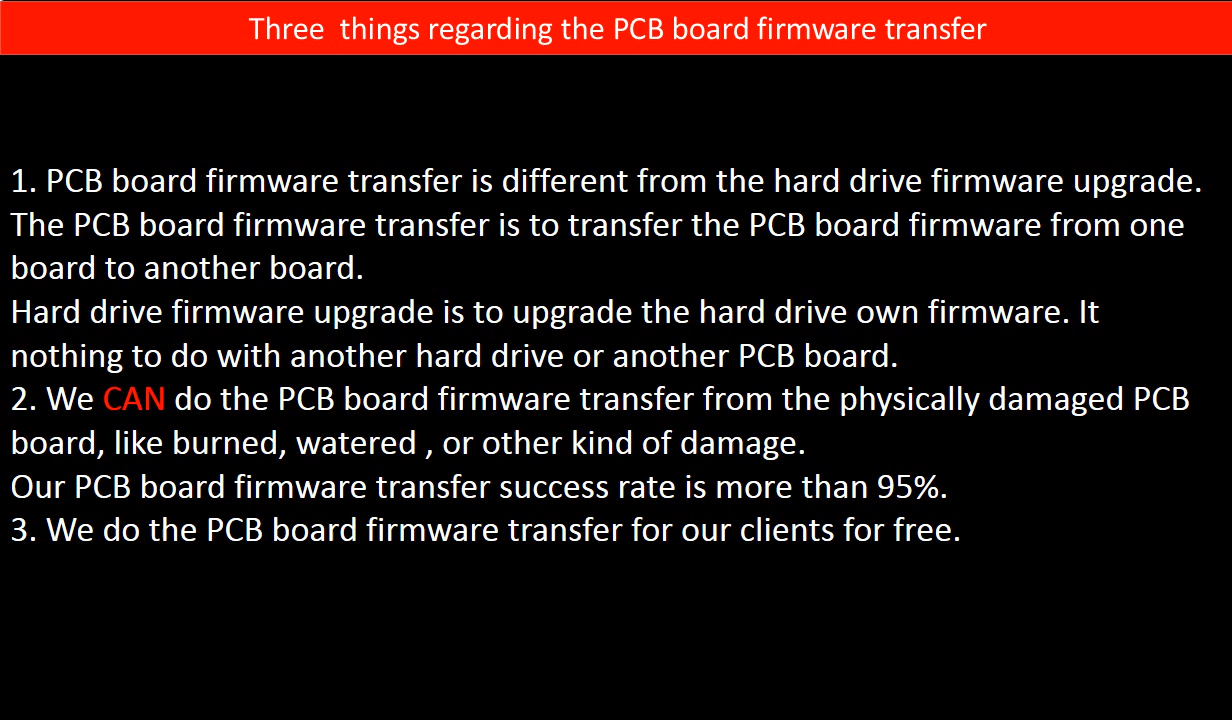 Three  things regarding the PCB board firmware transfer
1. PCB board firmware transfer is different from the hard drive firmware upgrade.
The PCB board firmware transfer is to transfer the PCB board firmware from one
board to another board.
Hard drive firmware upgrade is to upgrade the hard drive own firmware. It
nothing to do with another hard drive or another PCB board.
2. We CAN do the PCB board firmware transfer from the physically damaged PCB
board, like burned, watered , or other kind of damage.
Our PCB board firmware transfer success rate is more than 95%.
3. We do the PCB board firmware transfer for our clients for free.